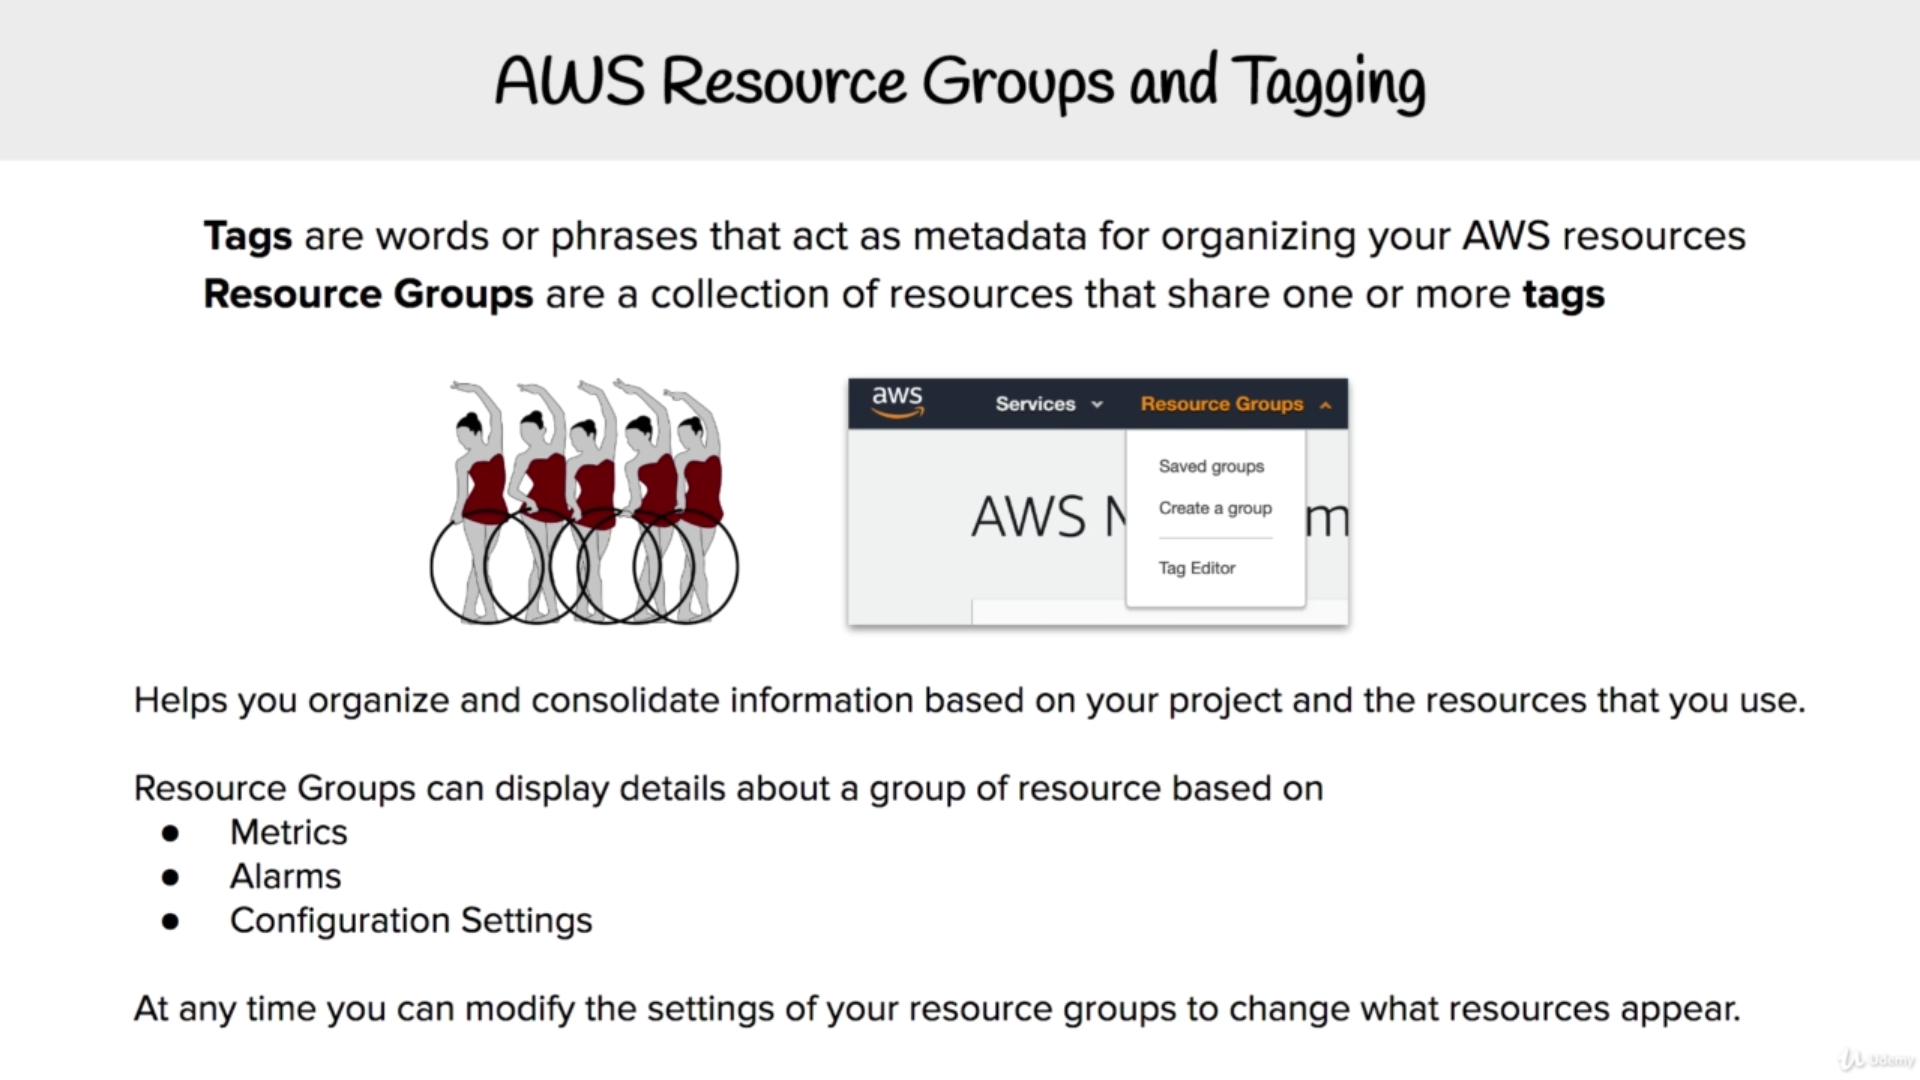 AWS Resource Groups and Tagging
Tags are words or phrases that act as metadata for organizing your AWS resources
Resource Groups are a collection of resources that share one or more tags
aws Services Resource Groups
Saved groups
AWS
Create a group
Tag Editor
Helps you organize and consolidate information based on your project and the resources that you use.
Resource Groups can display details about a group of resource based on
● Metrics
● Alarms
● Configuration Settings
At any time you can modify the settings of your resource groups to change what resources appear.
Udemy